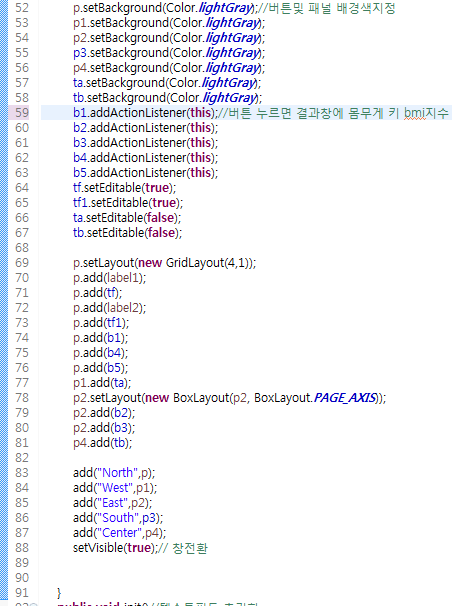 52 p.setBackground(Color.lightGray);//버튼및 패널 배경색지정
53 p1.setBackground(Color.lightGray);
54 p2.setBackground(Color.lightGray);
55 p3.setBackground(Color.lightGray);
56 p4.setBackground(Color.lightGray);
57 ta.setBackground(Color.lightGray);
58 tb.setBackground(Color.lightGray);
59 b1.addActionListener(this);//버튼 누르면 결과창에 몸무게 키 bmi지수
60 b2.addActionListener(this);
61 b3.addActionListener(this);
62 b4.addActionListener(this);
63 b5.addActionListener(this);
64 tf.setEditable(true);
65 tf1.setEditable(true);
66 ta.setEditable(false);
67 tb.setEditable(false);
68
69 p.setLayout(new GridLayout(4,1));
70 p.add(label1);
71 p.add(tf);
72 p.add(label2);
73 p.add(tf1);
74 p.add(b1);
75 p.add(b4);
76 p.add(b5);
77 p1.add(ta);
78 p2.setLayout(new BoxLayout(p2, BoxLayout.PAGE_AXIS));
79 p2.add(b2);
80 p2.add(b3);
81 p4.add(tb);
82
83 add("North",p);
84 add("West",p1);
85 add("East",p2);
86 add("South",p3);
87 add("Center",p4);
88 setVisible(true);// 창전환
89
90
91 }